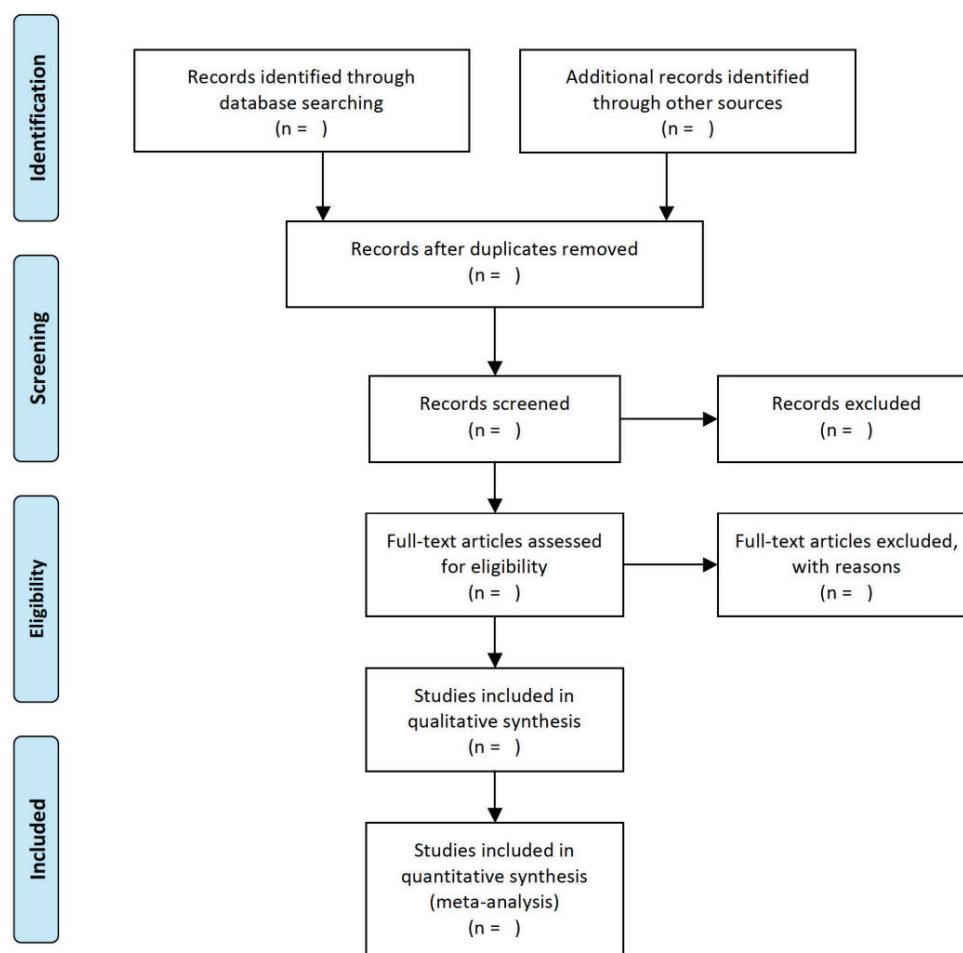 Identification
Records identified through
database searching
(n =   )
Additional records identified
through other sources
(n =   )
Records after duplicates removed
(n =   )
Screening
Records screened
(n =   )
Records excluded
(n =   )
Eligibility
Full-text articles assessed
for eligibility
(n =   )
Full-text articles excluded,
with reasons
(n =   )
Studies included in
qualitative synthesis
(n =   )
Included
Studies included in
quantitative synthesis
(meta-analysis)
(n =   )